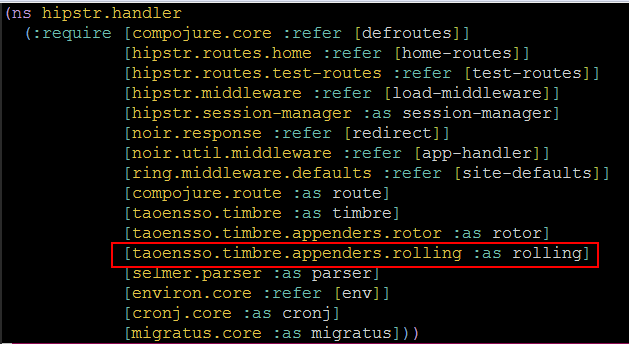 (ns hipstr.handler
(:require [compojure.core :refer [defroutes]]
[hipstr.routes.home :refer [home-routes]]
[hipstr.routes.test-routes :refer [test-routes]]
[hipstr.middleware :refer [load-middleware]]
[hipstr.session-manager :as session-manager]
[noir.response :refer [redirect]]
[noir.util.middleware :refer [app-handler]]
[ring.middleware.defaults :refer [site-defaults]]
[compojure.route :as route]
[taoensso.timbre :as timbre]
[taoensso.timbre.appenders.rotor :as rotor]
[taoensso.timbre.appenders.rolling :as rolling]
[selmer.parser :as parser]
[environ.core :refer [env]]
[cronj.core :as cronj]
[migratus.core :as migratus]))